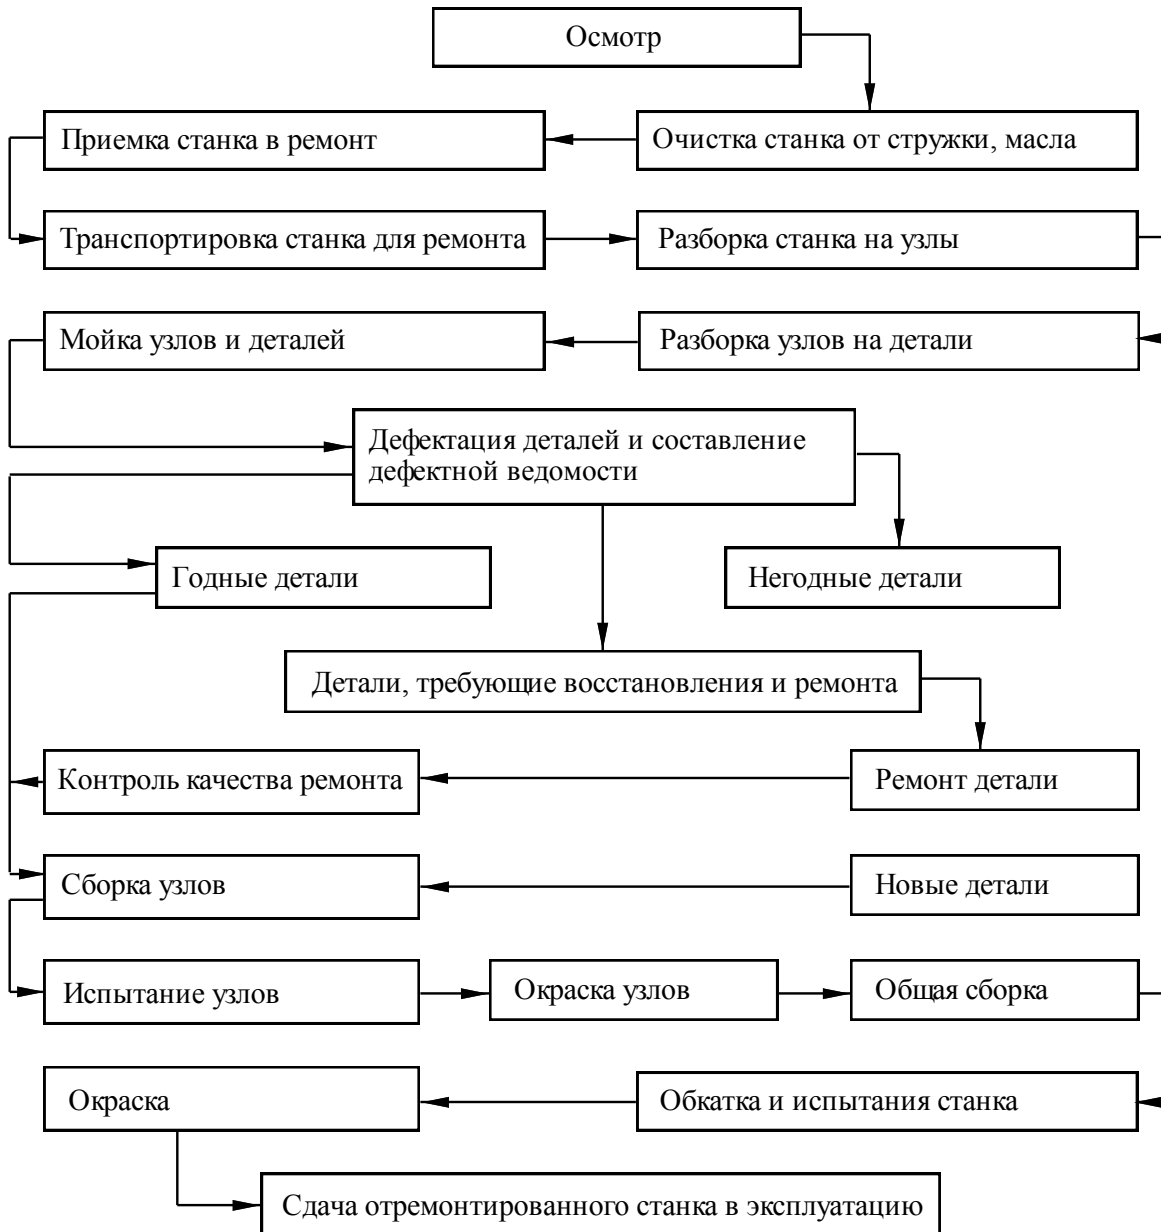 Осмотр
Приемка станка в ремонт
Очистка станка от стружки, масла
Транспортировка станка для ремонта
Разборка станка на узлы
Мойка узлов и деталей
Разборка узлов на детали
Дефектация деталей и составление
дефектной ведомости
Годные детали
Негодные детали
Детали, требующие восстановления и ремонта
Контроль качества ремонта
Ремонт детали
Сборка узлов
Новые детали
Испытание узлов
Окраска узлов
Общая сборка
Окраска
Обкатка и испытания станка
Сдача отремонтированного станка в эксплуатацию